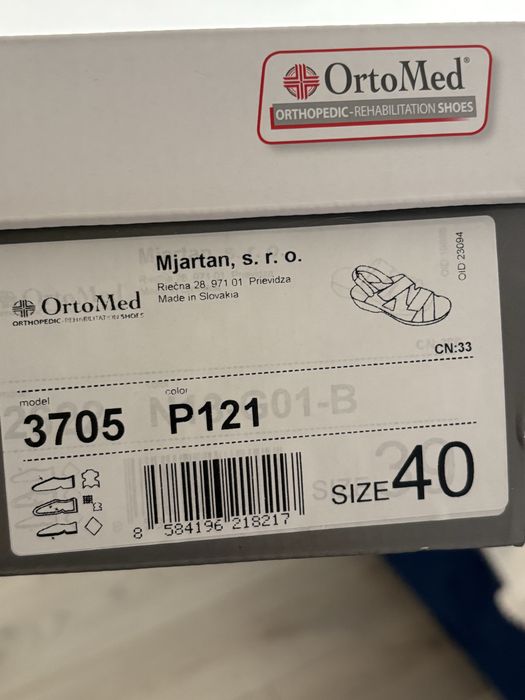 OrtoMed®
ORTHOPEDIC-REHABILITATION SHOES
Mjartan, s. r. o.
Riečna 28, 971 01 Prievidza
Made in Slovakia
OrtoMed
ORTHOPEDIC-REHABILITATION SHOES
OID 23094
CN:33
model
3705
color
P121
8 584196 218217
SIZE 40